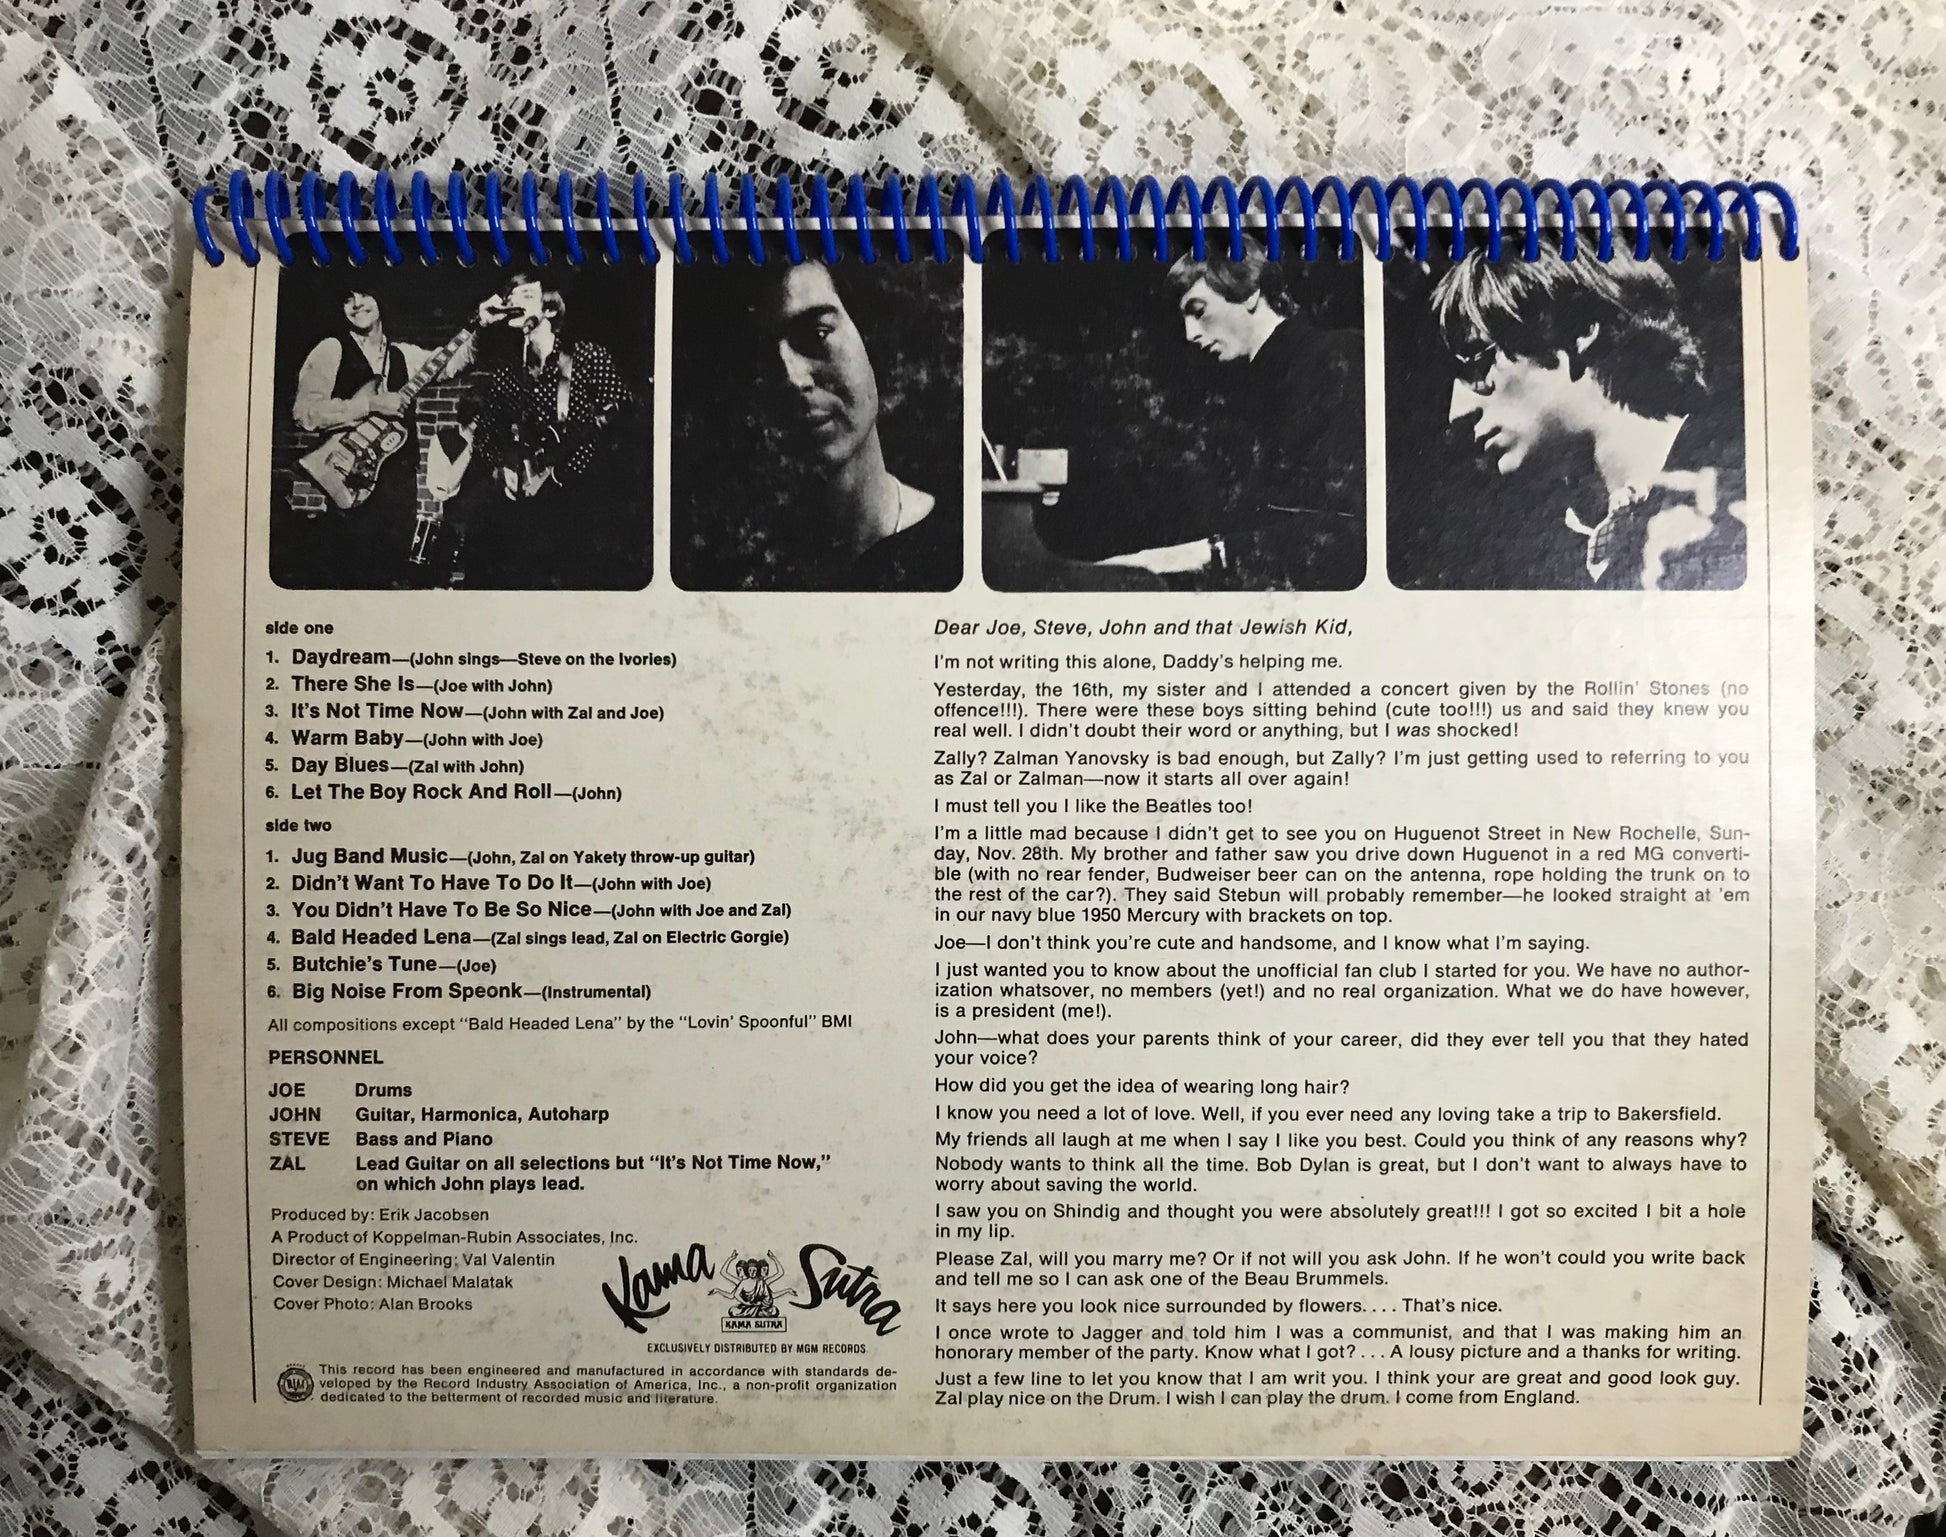 side one
1. Daydream—(John sings—Steve on the Ivories)
2. There She Is—(Joe with John)
3. It's Not Time Now—(John with Zal and Joe)
4. Warm Baby—(John with Joe)
5. Day Blues—(Zal with John)
6. Let The Boy Rock And Roll—(John)
side two
1. Jug Band Music—(John, Zal on Yakety throw-up guitar)
2. Didn't Want To Have To Do It—(John with Joe)
3. You Didn't Have To Be So Nice—(John with Joe and Zal)
4. Bald Headed Lena—(Zal sings lead, Zal on Electric Gorgie)
5. Butchie's Tune—(Joe)
6. Big Noise From Speonk—(Instrumental)
All compositions except "Bald Headed Lena" by the "Lovin' Spoonful" BMI
PERSONNEL
JOE Drums
JOHN Guitar, Harmonica, Autoharp
STEVE Bass and Piano
ZAL Lead Guitar on all selections but "It's Not Time Now,"
on which John plays lead.
Produced by: Erik Jacobsen
A Product of Koppelman-Rubin Associates, Inc.
Director of Engineering: Val Valentin
Cover Design: Michael Malatak
Cover Photo: Alan Brooks
Kama Sutra
KAMA SUTRA
EXCLUSIVELY DISTRIBUTED BY MGM RECORDS
This record has been engineered and manufactured in accordance with standards de-
veloped by the Record Industry Association of America, Inc., a non-profit organization
dedicated to the betterment of recorded music and literature.
Dear Joe, Steve, John and that Jewish Kid,
I'm not writing this alone, Daddy's helping me.
Yesterday, the 16th, my sister and I attended a concert given by the Rollin' Stones (no
offence!!!). There were these boys sitting behind (cute too!!!) us and said they knew you
real well. I didn't doubt their word or anything, but I was shocked!
Zally? Zalman Yanovsky is bad enough, but Zally? I'm just getting used to referring to you
as Zal or Zalman—now it starts all over again!
I must tell you I like the Beatles too!
I'm a little mad because I didn't get to see you on Huguenot Street in New Rochelle, Sun-
day, Nov. 28th. My brother and father saw you drive down Huguenot in a red MG converti-
ble (with no rear fender, Budweiser beer can on the antenna, rope holding the trunk on to
the rest of the car?). They said Stebun will probably remember—he looked straight at 'em
in our navy blue 1950 Mercury with brackets on top.
Joe—I don't think you're cute and handsome, and I know what I'm saying.
I just wanted you to know about the unofficial fan club I started for you. We have no author-
ization whatsover, no members (yet!) and no real organization. What we do have however,
is a president (me!).
John—what does your parents think of your career, did they ever tell you that they hated
your voice?
How did you get the idea of wearing long hair?
I know you need a lot of love. Well, if you ever need any loving take a trip to Bakersfield.
My friends all laugh at me when I say I like you best. Could you think of any reasons why?
Nobody wants to think all the time. Bob Dylan is great, but I don't want to always have to
worry about saving the world.
I saw you on Shindig and thought you were absolutely great!!! I got so excited I bit a hole
in my lip.
Please Zal, will you marry me? Or if not will you ask John. If he won't could you write back
and tell me so I can ask one of the Beau Brummels.
It says here you look nice surrounded by flowers.... That's nice.
I once wrote to Jagger and told him I was a communist, and that I was making him an
honorary member of the party. Know what I got?... A lousy picture and a thanks for writing.
Just a few line to let you know that I am writ you. I think your are great and good look guy.
Zal play nice on the Drum. I wish I can play the drum. I come from England.